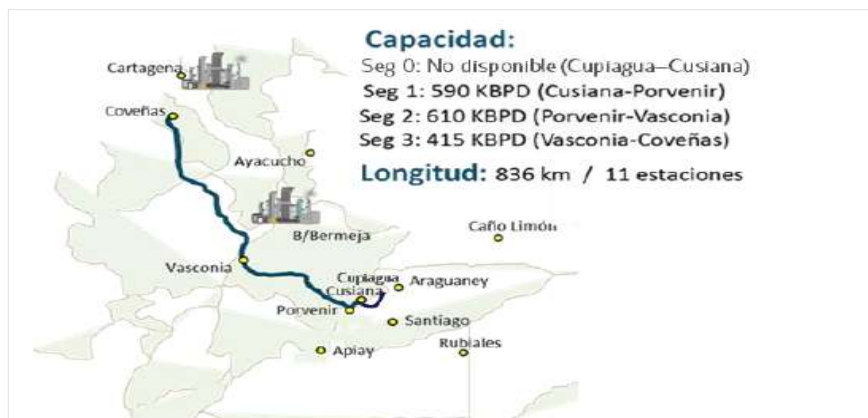 Capacidad:
Seg 0: No disponible (Cupiagua–Cusiana)
Seg 1: 590 KBPD (Cusiana-Porvenir)
Seg 2: 610 KBPD (Porvenir-Vasconia)
Seg 3: 415 KBPD (Vasconia-Coveñas)
Longitud: 836 km / 11 estaciones
Cartagena
Coveñas
Ayacucho
B/Bermeja
Caño Limón
Vasconia
Cupiagua
Araguaney
Cusiana
Porvenir
Santiago
Apiay
Rubiales